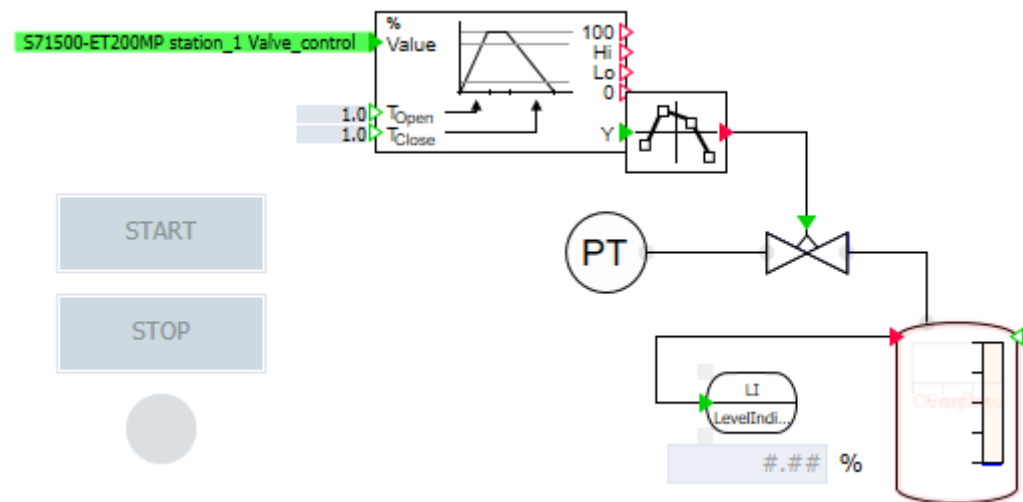 S71500-ET200MP station_1 Valve_control
%
Value
100
Hi
Lo
0
1.0
TOpen
1.0
TClose
Y
START
STOP
PT
LI
LevelIndi...
#.## %